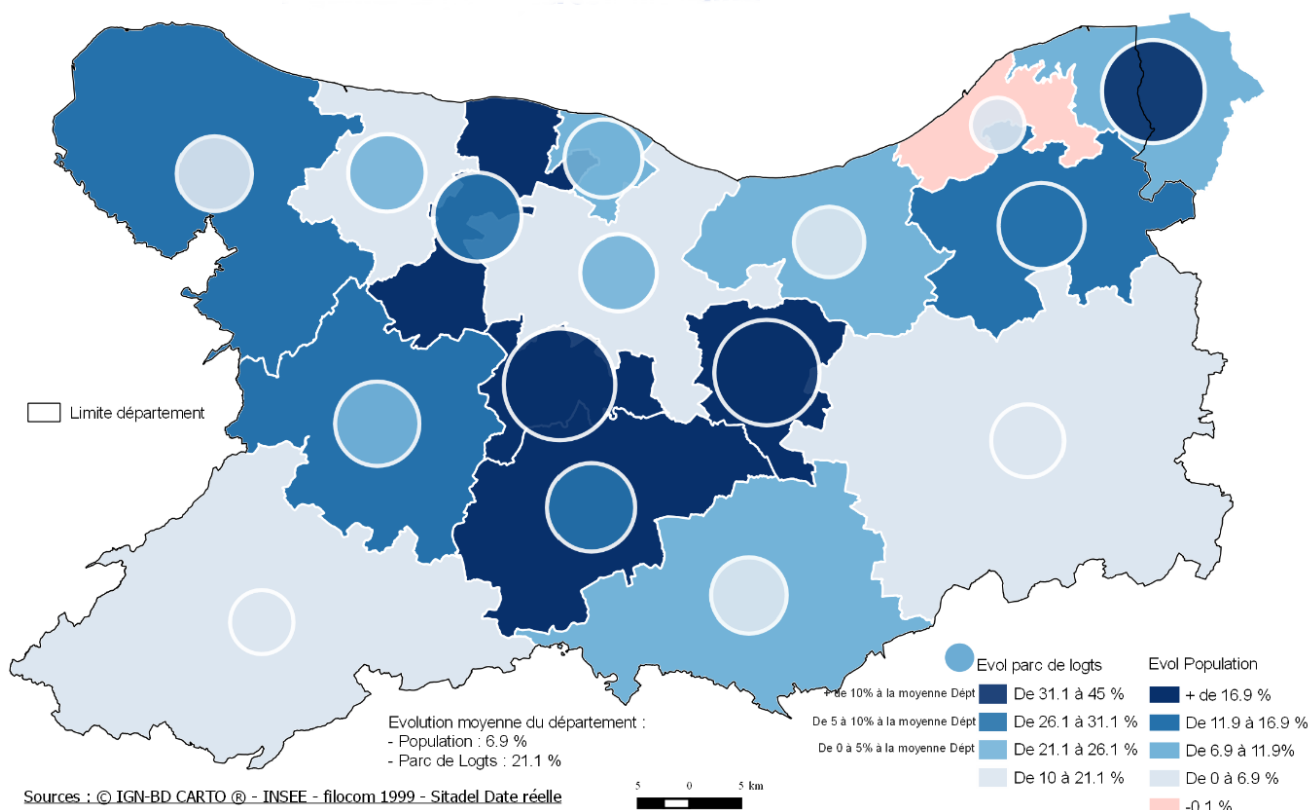 Limite département
Evol parc de logts
Evol Population
+ de 10% à la moyenne Dépt
De 31.1 à 45 %
+ de 16.9 %
De 5 à 10% à la moyenne Dépt
De 26.1 à 31.1 %
De 11.9 à 16.9 %
De 0 à 5% à la moyenne Dépt
De 21.1 à 26.1 %
De 6.9 à 11.9%
De 10 à 21.1 %
De 0 à 6.9 %
-0.1 %
Evolution moyenne du département :
- Population : 6.9 %
- Parc de Logts : 21.1 %
5 0 5 km
Sources : © IGN-BD CARTO ® - INSEE - filocom 1999 - Sitadel Date réelle